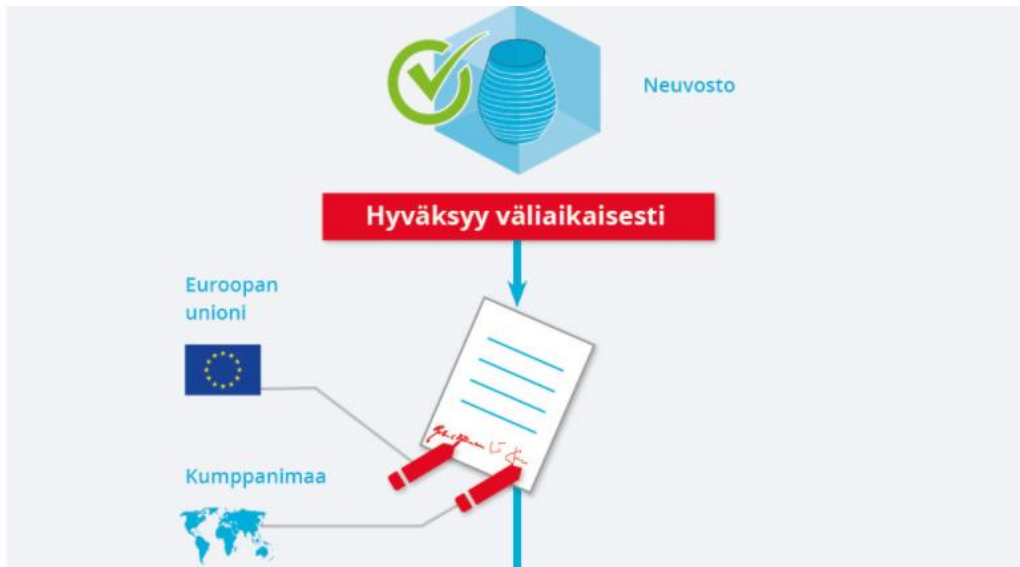 Neuvosto
Hyväksyy väliaikaisesti
Euroopan
unioni
Kumppanimaa